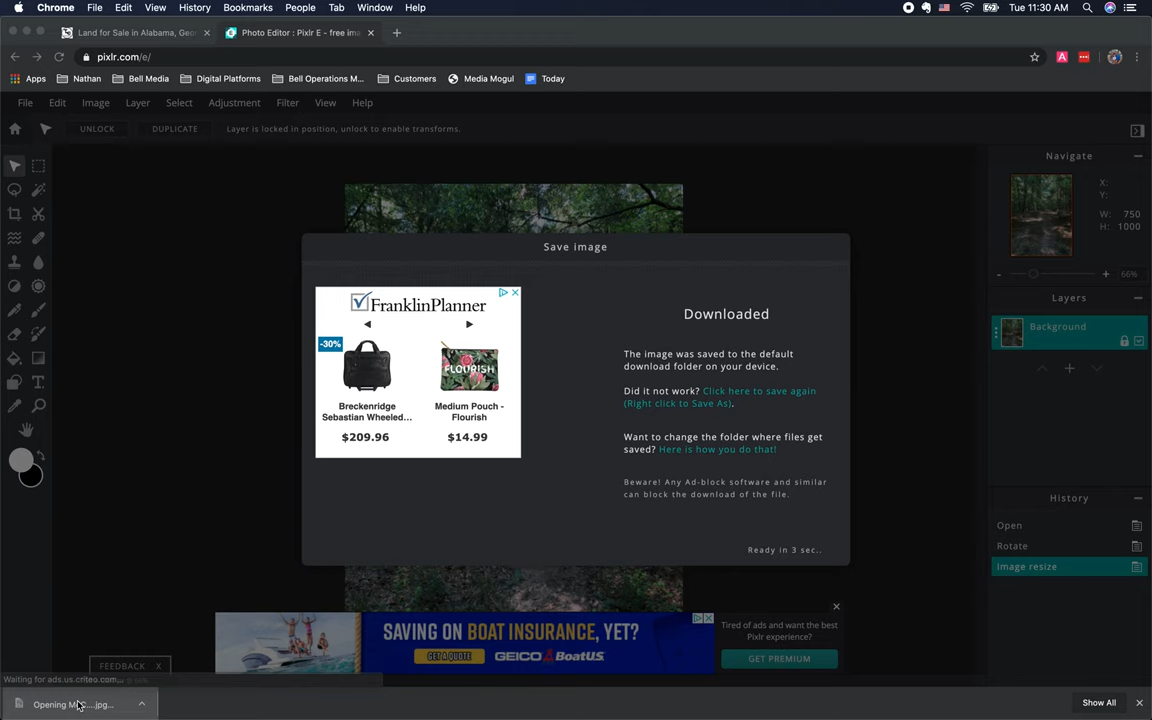 Chrome File Edit View History Bookmarks People Tab Window Help Tue 11:30 AM
Land for Sale in Alabama, Geo Photo Editor : Pixlr E - free ima
pixlr.com/e/
Apps Nathan Bell Media Digital Platforms Bell Operations M... Customers Media Mogul Today
File Edit Image Layer Select Adjustment Filter View Help
UNLOCK DUPLICATE Layer is locked in position, unlock to enable transforms.
Navigate
X:
Y:
W: 750
H: 1000
66%
Layers
Background
Save image
FranklinPlanner
-30%
FLOURISH
Breckenridge
Sebastian Wheeled...
$209.96
Medium Pouch -
Flourish
$14.99
Downloaded
The image was saved to the default
download folder on your device.
Did it not work? Click here to save again
(Right click to Save As).
Want to change the folder where files get
saved? Here is how you do that!
Beware! Any Ad-block software and similar
can block the download of the file.
Ready in 3 sec..
History
Open
Rotate
Image resize
SAVING ON BOAT INSURANCE, YET?
GET A QUOTE GEICO BoatUS
Tired of ads and want the best
Pixlr experience?
GET PREMIUM
FEEDBACK X
Waiting for ads.us.criteo.com...
Opening M C....jpg...
Show All